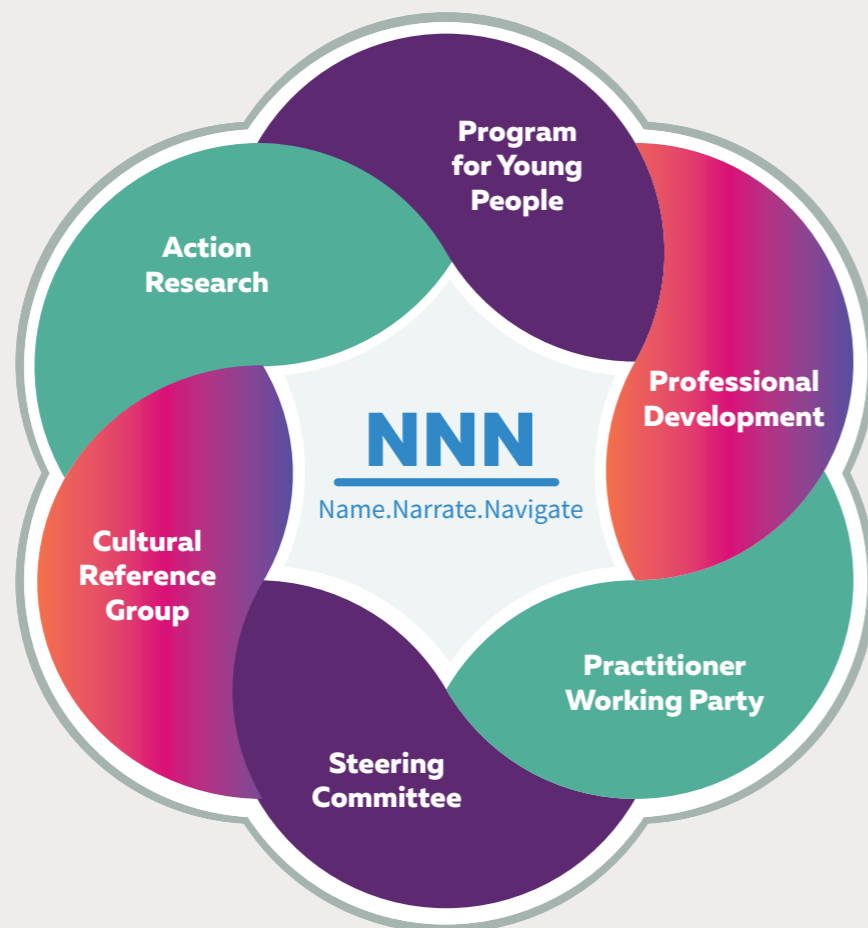 Program
for Young
People
Professional
Development
Practitioner
Working Party
Steering
Committee
Cultural
Reference
Group
Action
Research
NNN
Name.Narrate.Navigate